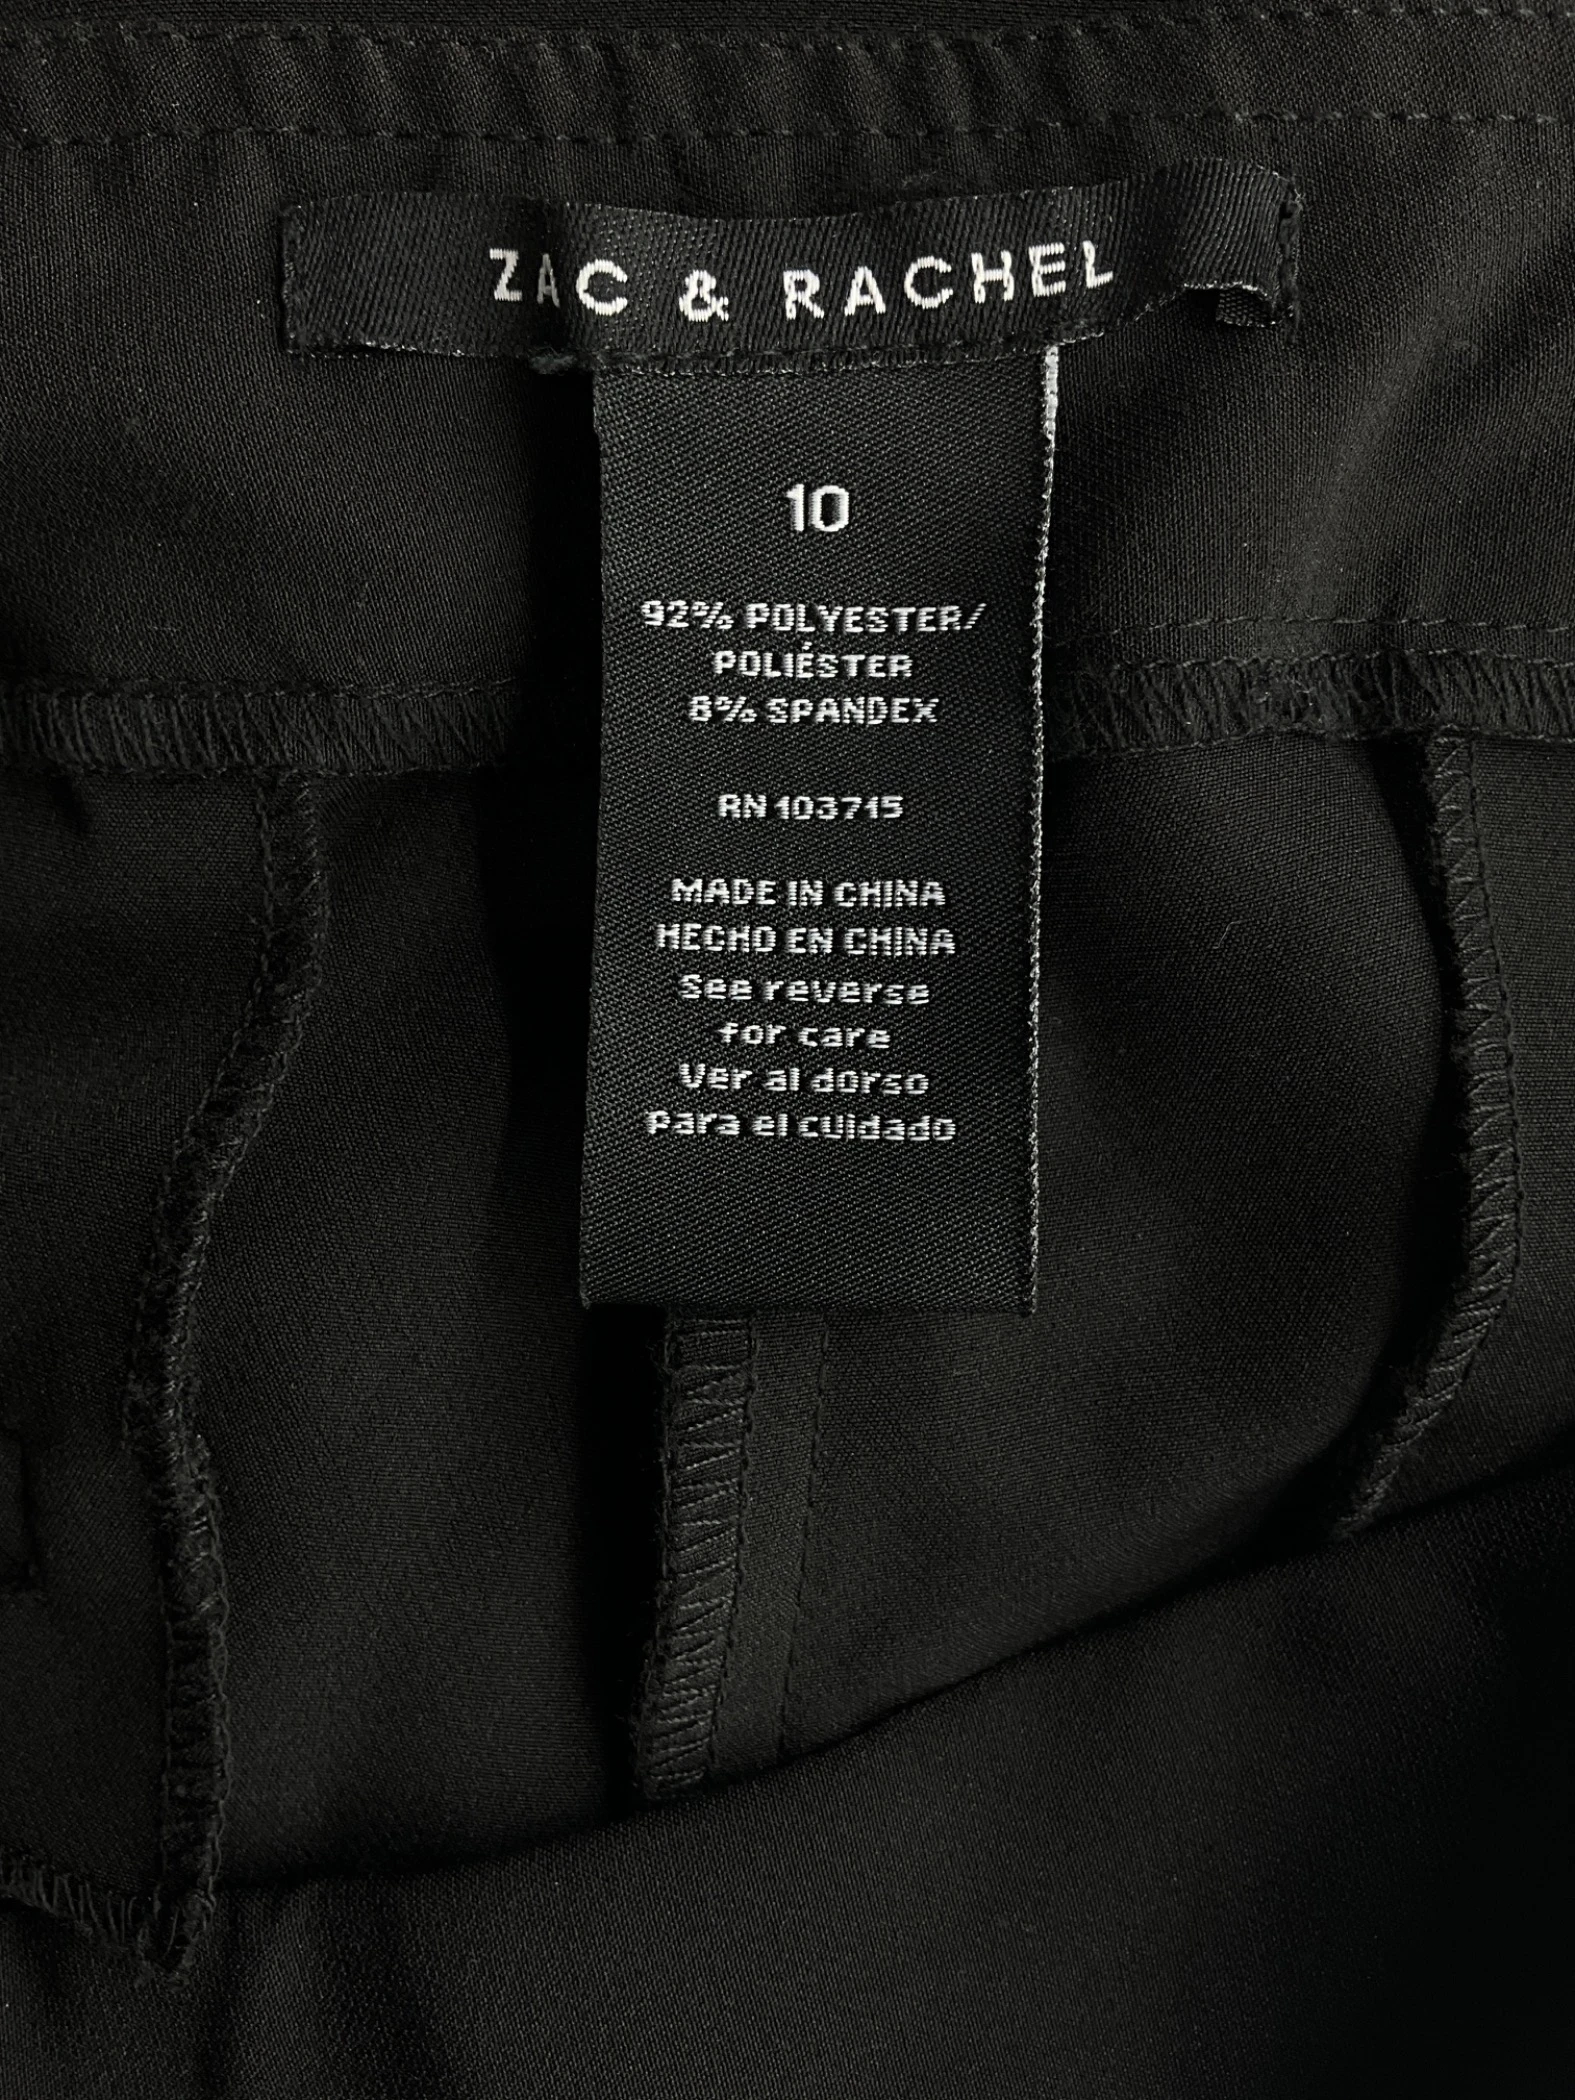 ZAC & RACHEL
10
92% POLYESTER/
POLIÉSTER
8% SPANDEX
RN 103715
MADE IN CHINA
HECHO EN CHINA
See reverse
for care
Ver al dorso
para el cuidado